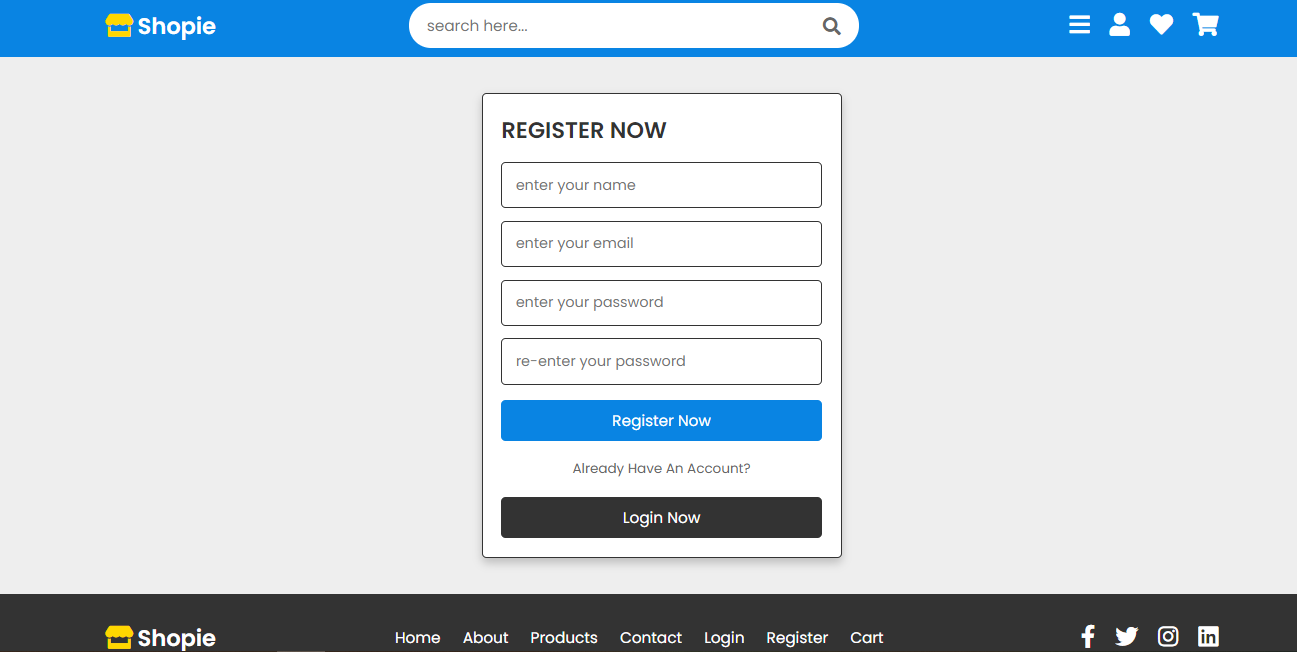 Shopie
search here...
REGISTER NOW
enter your name
enter your email
enter your password
re-enter your password
Register Now
Already Have An Account?
Login Now
Shopie
Home About Products Contact Login Register Cart